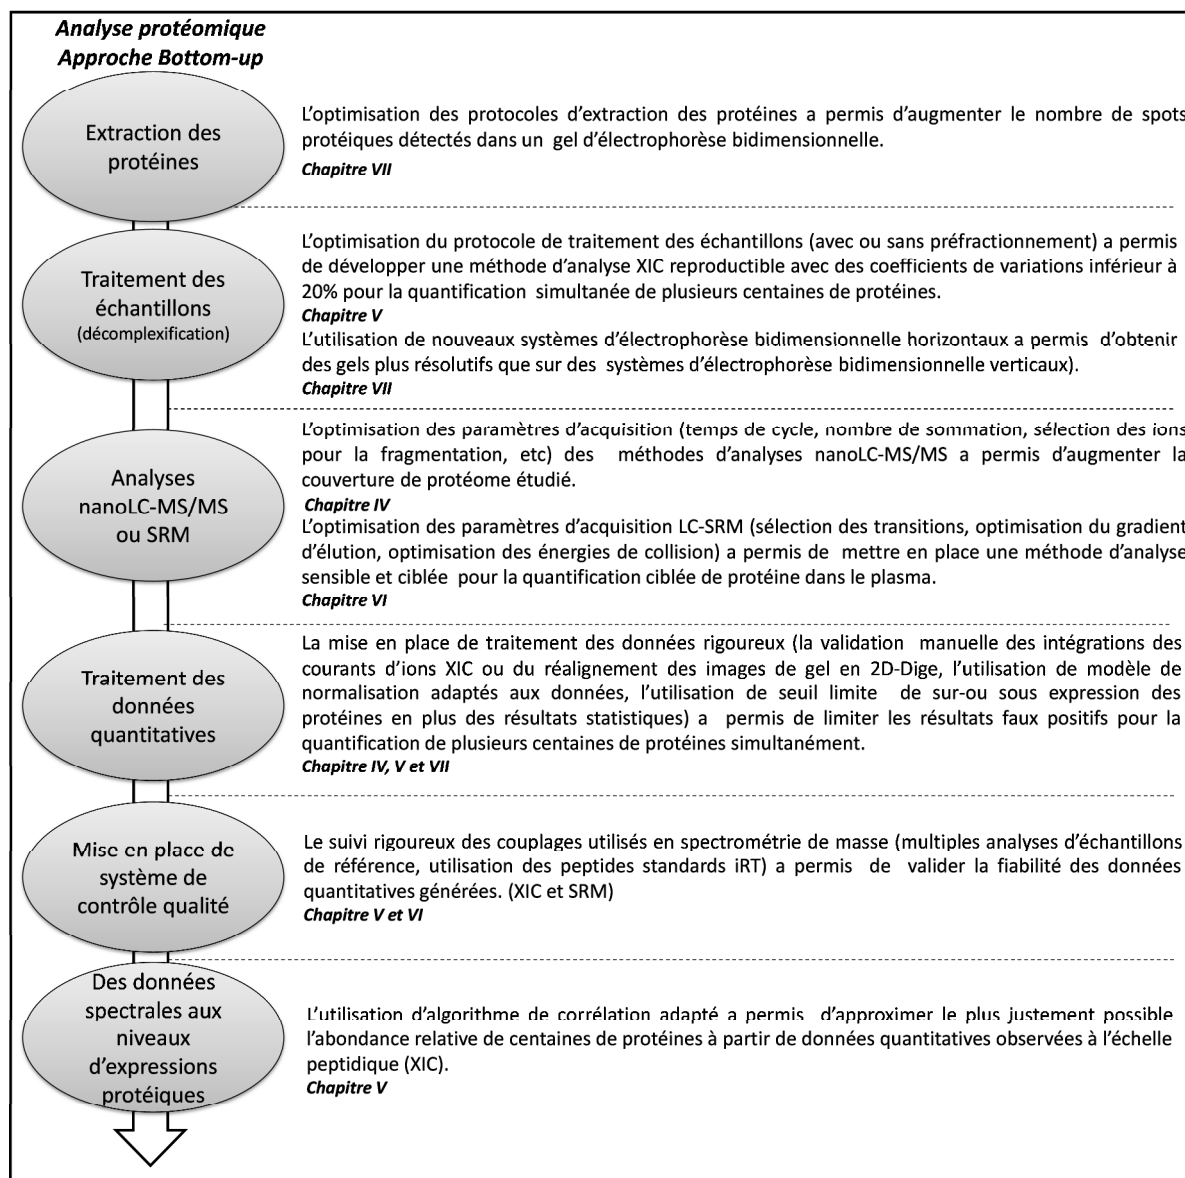 Analyse protéomique
Approche Bottom-up
Extraction des
protéines
L'optimisation des protocoles d'extraction des protéines a permis d'augmenter le nombre de spots
protéiques détectés dans un gel d'électrophorèse bidimensionnelle.
Chapitre VII
Traitement des
échantillons
(décomplexification)
L'optimisation du protocole de traitement des échantillons (avec ou sans préfractionnement) a permis
de développer une méthode d'analyse XIC reproductible avec des coefficients de variations inférieur à
20% pour la quantification simultanée de plusieurs centaines de protéines.
Chapitre V
L'utilisation de nouveaux systèmes d'électrophorèse bidimensionnelle horizontaux a permis d'obtenir
des gels plus résolutifs que sur des systèmes d'électrophorèse bidimensionnelle verticaux).
Chapitre VII
Analyses
nanoLC-MS/MS
ou SRM
L'optimisation des paramètres d'acquisition (temps de cycle, nombre de sommation, sélection des ions
pour la fragmentation, etc) des méthodes d'analyses nanoLC-MS/MS a permis d'augmenter la
couverture de protéome étudié.
Chapitre IV
L'optimisation des paramètres d'acquisition LC-SRM (sélection des transitions, optimisation du gradient
d'élution, optimisation des énergies de collision) a permis de mettre en place une méthode d'analyse
sensible et ciblée pour la quantification ciblée de protéine dans le plasma.
Chapitre VI
Traitement des
données
quantitatives
La mise en place de traitement des données rigoureux (la validation manuelle des intégrations des
courants d'ions XIC ou du réalignement des images de gel en 2D-Dige, l'utilisation de modèle de
normalisation adaptés aux données, l'utilisation de seuil limite de sur-ou sous expression des
protéines en plus des résultats statistiques) a permis de limiter les résultats faux positifs pour la
quantification de plusieurs centaines de protéines simultanément.
Chapitre IV, V et VII
Mise en place de
système de
contrôle qualité
Le suivi rigoureux des couplages utilisés en spectrométrie de masse (multiples analyses d'échantillons
de référence, utilisation des peptides standards iRT) a permis de valider la fiabilité des données
quantitatives générées. (XIC et SRM)
Chapitre V et VI
Des données
spectrales aux
niveaux
d'expressions
protéiques
L'utilisation d'algorithme de corrélation adapté a permis d'approximer le plus justement possible
l'abondance relative de centaines de protéines à partir de données quantitatives observées à l'échelle
peptidique (XIC).
Chapitre V